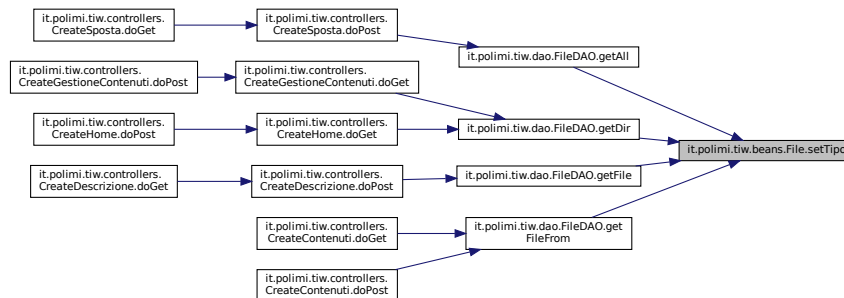 it.polimi.tiw.controllers.
CreateSposta.doGet
it.polimi.tiw.controllers.
CreateSposta.doPost
it.polimi.tiw.dao.FileDAO.getAll
it.polimi.tiw.controllers.
CreateGestioneContenuti.doPost
it.polimi.tiw.controllers.
CreateGestioneContenuti.doGet
it.polimi.tiw.controllers.
CreateHome.doPost
it.polimi.tiw.controllers.
CreateHome.doGet
it.polimi.tiw.dao.FileDAO.getDir
it.polimi.tiw.beans.File.setTipo
it.polimi.tiw.controllers.
CreateDescrizione.doGet
it.polimi.tiw.controllers.
CreateDescrizione.doPost
it.polimi.tiw.dao.FileDAO.getFile
it.polimi.tiw.controllers.
CreateContenuti.doGet
it.polimi.tiw.dao.FileDAO.get
FileFrom
it.polimi.tiw.controllers.
CreateContenuti.doPost